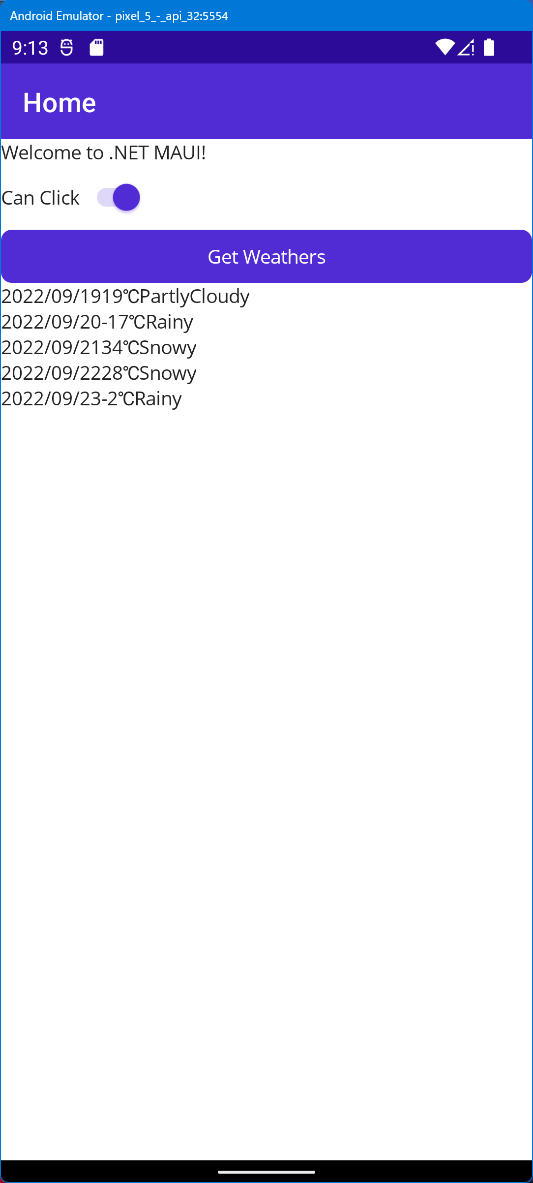 Android Emulator - pixel_5_-_api_32:5554
9:13
Home
Welcome to .NET MAUI!
Can Click
Get Weathers
2022/09/1919℃PartlyCloudy
2022/09/20-17℃Rainy
2022/09/2134℃Snowy
2022/09/2228℃Snowy
2022/09/23-2℃Rainy